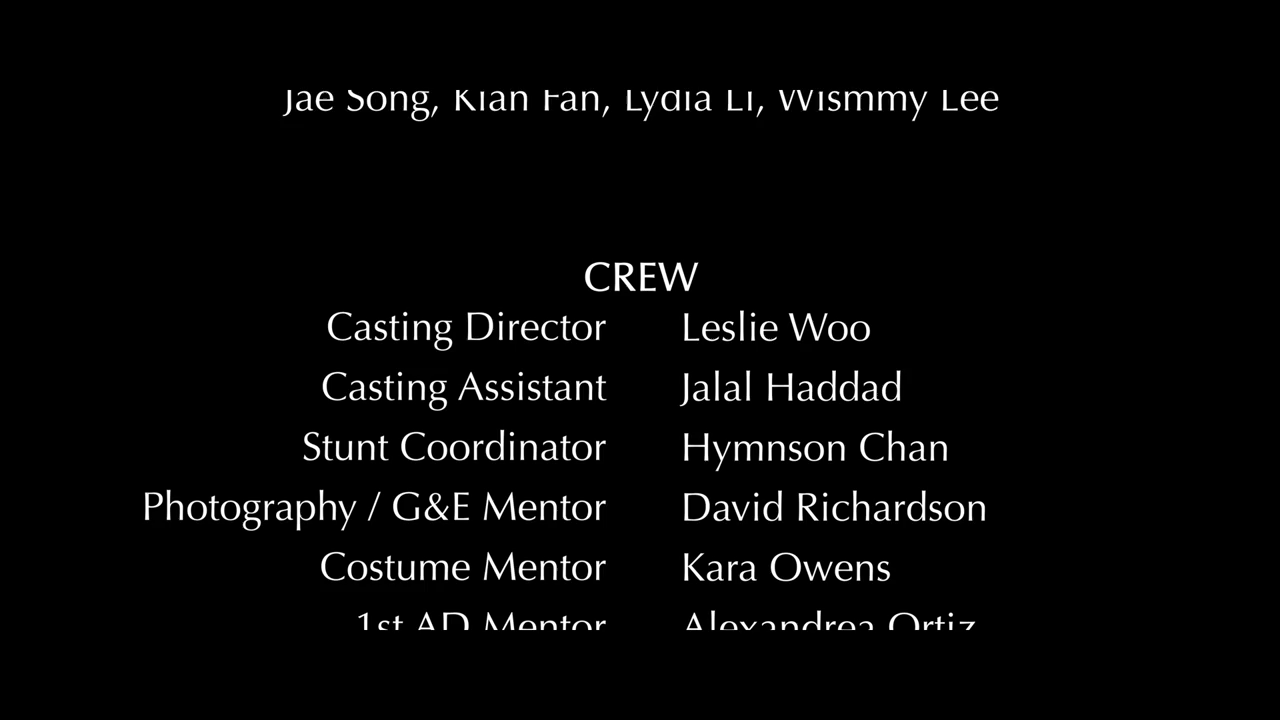 Jae Song, Kian Fan, Lydia Li, Wismmy Lee
CREW
Casting Director Leslie Woo
Casting Assistant Jalal Haddad
Stunt Coordinator Hymnson Chan
Photography / G&E Mentor David Richardson
Costume Mentor Kara Owens
1st AD Mentor Alexandrea Ortiz